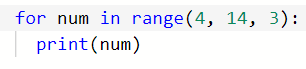 for num in range(4, 14, 3):
  print(num)